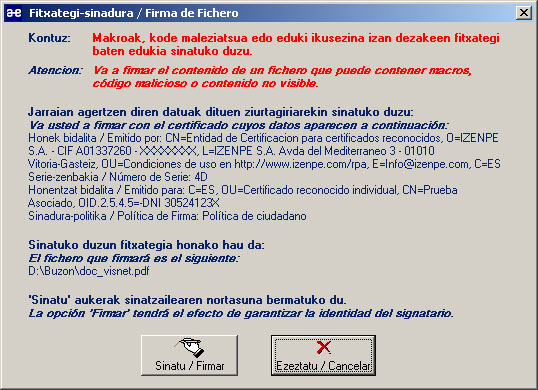 Fitxategi-sinadura / Firma de Fichero
Kontuz: Makroak, kode maleziatsua edo eduki ikusezina izan dezakeen fitxategi
baten edukia sinatuko duzu.
Atencion: Va a firmar el contenido de un fichero que puede contener macros,
código malicioso o contenido no visible.
Jarraian agertzen diren datuak dituen ziurtagiriarekin sinatuko duzu:
Va usted a firmar con el certificado cuyos datos aparecen a continuación:
Honek bidalita / Emitido por: CN=Entidad de Certificacion para certificados reconocidos, O=IZENPE
S.A. - CIF A01337260 - XXXXXXX, L=IZENPE S.A. Avda del Mediterraneo 3 - 01010
Vitoria-Gasteiz, OU=Condiciones de uso en http://www.izenpe.com/rpa, E=Info@izenpe.com, C=ES
Serie-zenbakia / Número de Serie: 4D
Honentzat bidalita / Emitido para: C=ES, OU=Certificado reconocido individual, CN=Prueba
Asociado, OID.2.5.4.5=-DNI 30524123X
Sinadura-politika / Política de Firma: Política de ciudadano
Sinatuko duzun fitxategia honako hau da:
El fichero que firmará es el siguiente:
D:\Buzon\doc_visnet.pdf
'Sinatu' aukerak sinatzailearen nortasuna bermatuko du.
La opción 'Firmar' tendrá el efecto de garantizar la identidad del signatario.
Sinatu / Firmar
Ezeztatu / Cancelar